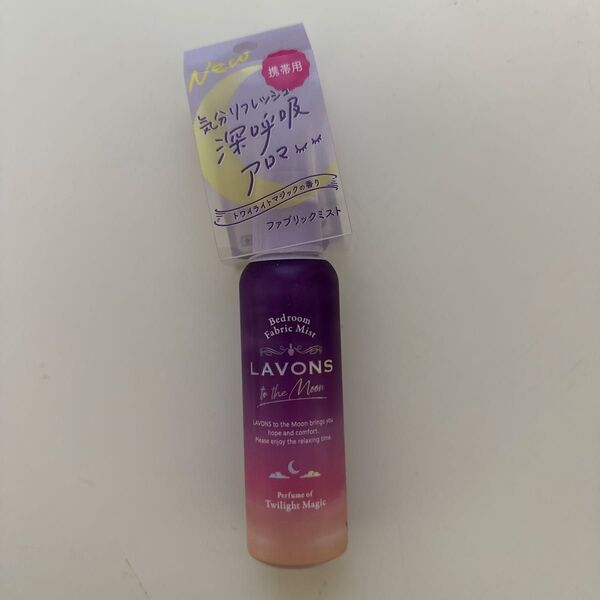 New
携帯用
気分リフレッシュ
深呼吸
アロマ
トワイライトマジックの香り
ファブリックミスト
Bedroom
Fabric Mist
LAVONS
to the Moon
LAVONS to the Moon brings you
hope and comfort.
Please enjoy the relaxing time.
Perfume of
Twilight Magic